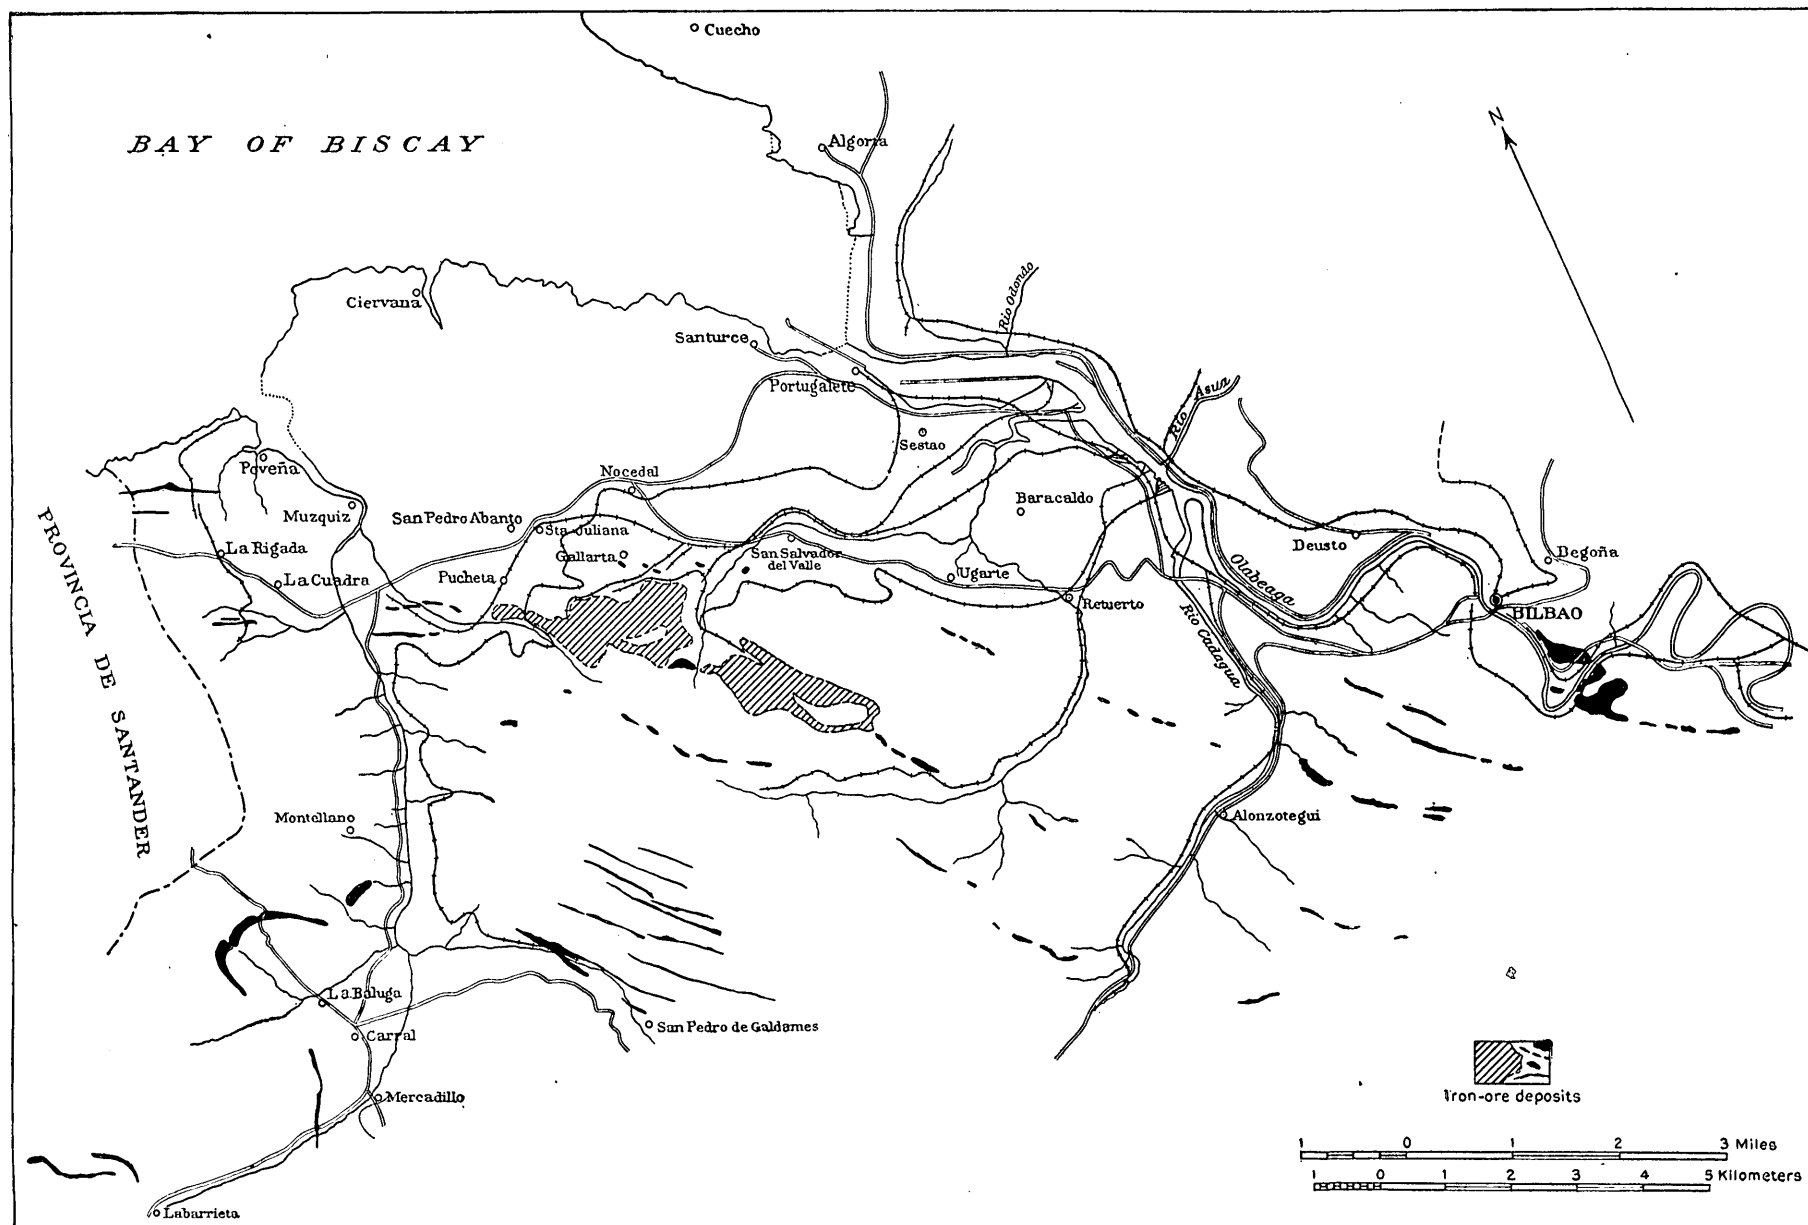 Cuecho
BAY OF BISCAY
Algorta
N
Rio Odondo
Ciervana
Santurce
Portugalete
Rio Asua
Sestao
Poveña
Nocedal
Baracaldo
Muzquiz
San Pedro Abanto
Sta. Juliana
Deusto
Begoña
La Rigada
Gallarta
San Salvador
del Valle
La Cuadra
Pucheta
Ugarte
Olabeaga
Retuerto
BILBAO
Rio Cadagua
PROVINCIA DE SANTANDER
Montellano
Alonzotegui
La Baluga
San Pedro de Galdames
Carral
Mercadillo
Iron-ore deposits
1 0 1 2 3 Miles
1 0 1 2 3 4 5 Kilometers
Labarrieta